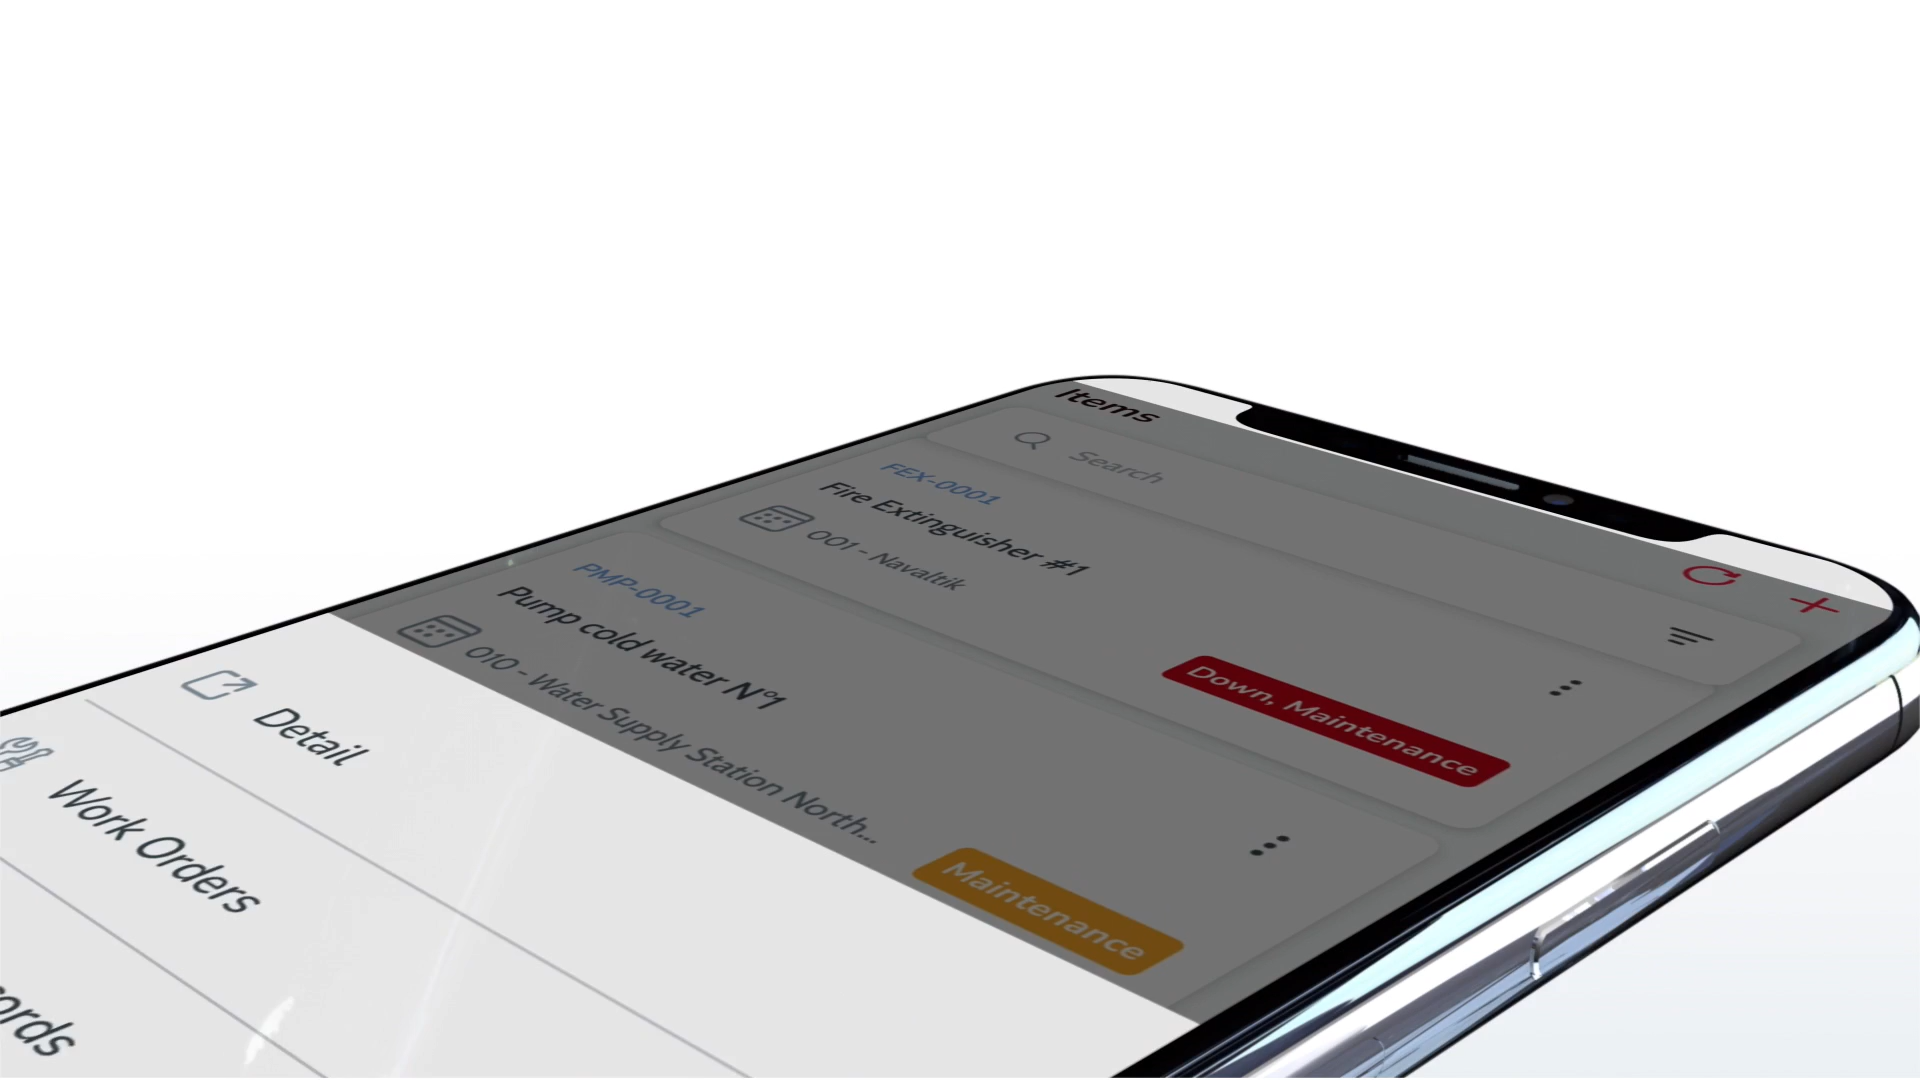 Items
Search
FEX-0001
Fire Extinguisher #1
001 - Navaltik
Down, Maintenance
PMP-0001
Pump cold water N°1
010 - Water Supply Station North...
Maintenance
Detail
Work Orders